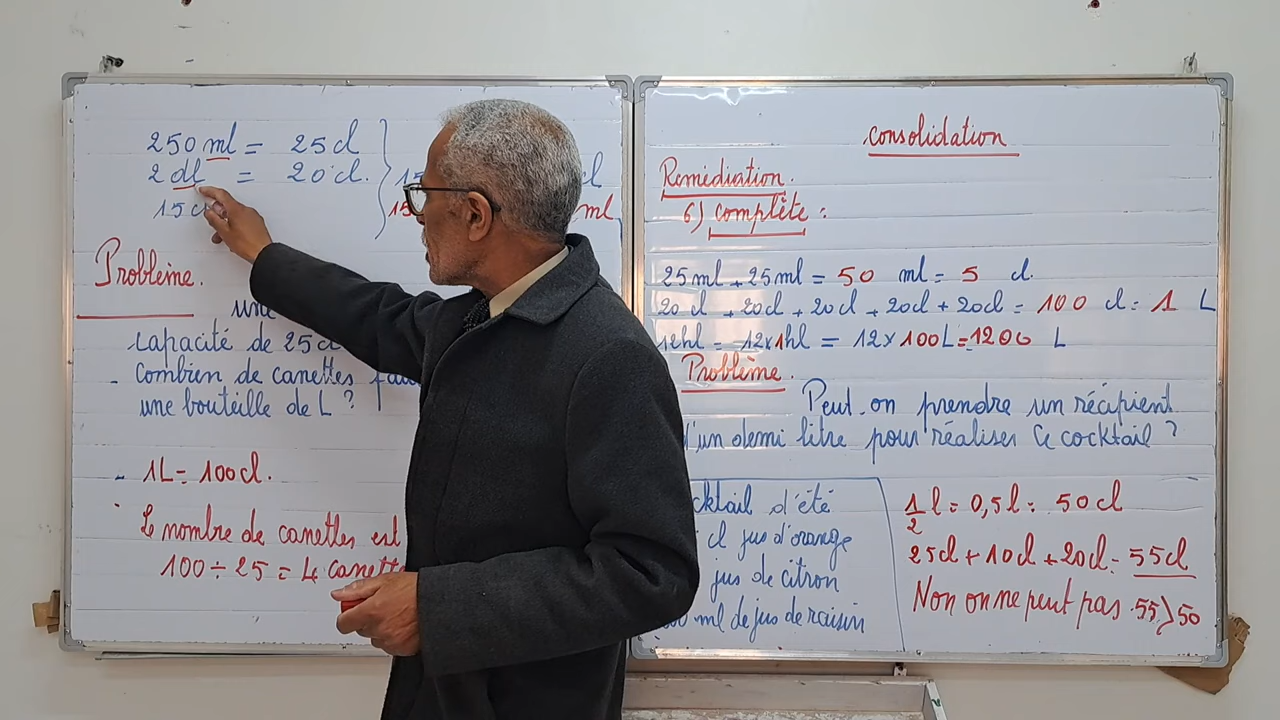 250 ml = 25 cl
2 dl = 20 cl.
15
15
cl
ml
Problème.
une
capacité de 25 cl
Combien de canettes
une bouteille de L ?
- 1L = 100 cl.
Le nombre de canettes est
100 ÷ 25 = 4 canette
consolidation
Remédiation.
6) Complète :
25 ml + 25 ml = 50 ml = 5 cl.
20 cl + 20 cl + 20 cl + 20 cl + 20 cl = 100 cl = 1 L
12 hl = 12 x 1 hl = 12 x 100 L = 1200 L
Problème.
Peut-on prendre un récipient
d'un demi litre pour réaliser ce cocktail ?
cktail d'été
cl jus d'orange
jus de citron
ml de jus de raisin
1/2 l = 0,5 l = 50 cl
25 cl + 10 cl + 20 cl = 55 cl
Non on ne peut pas 55 > 50